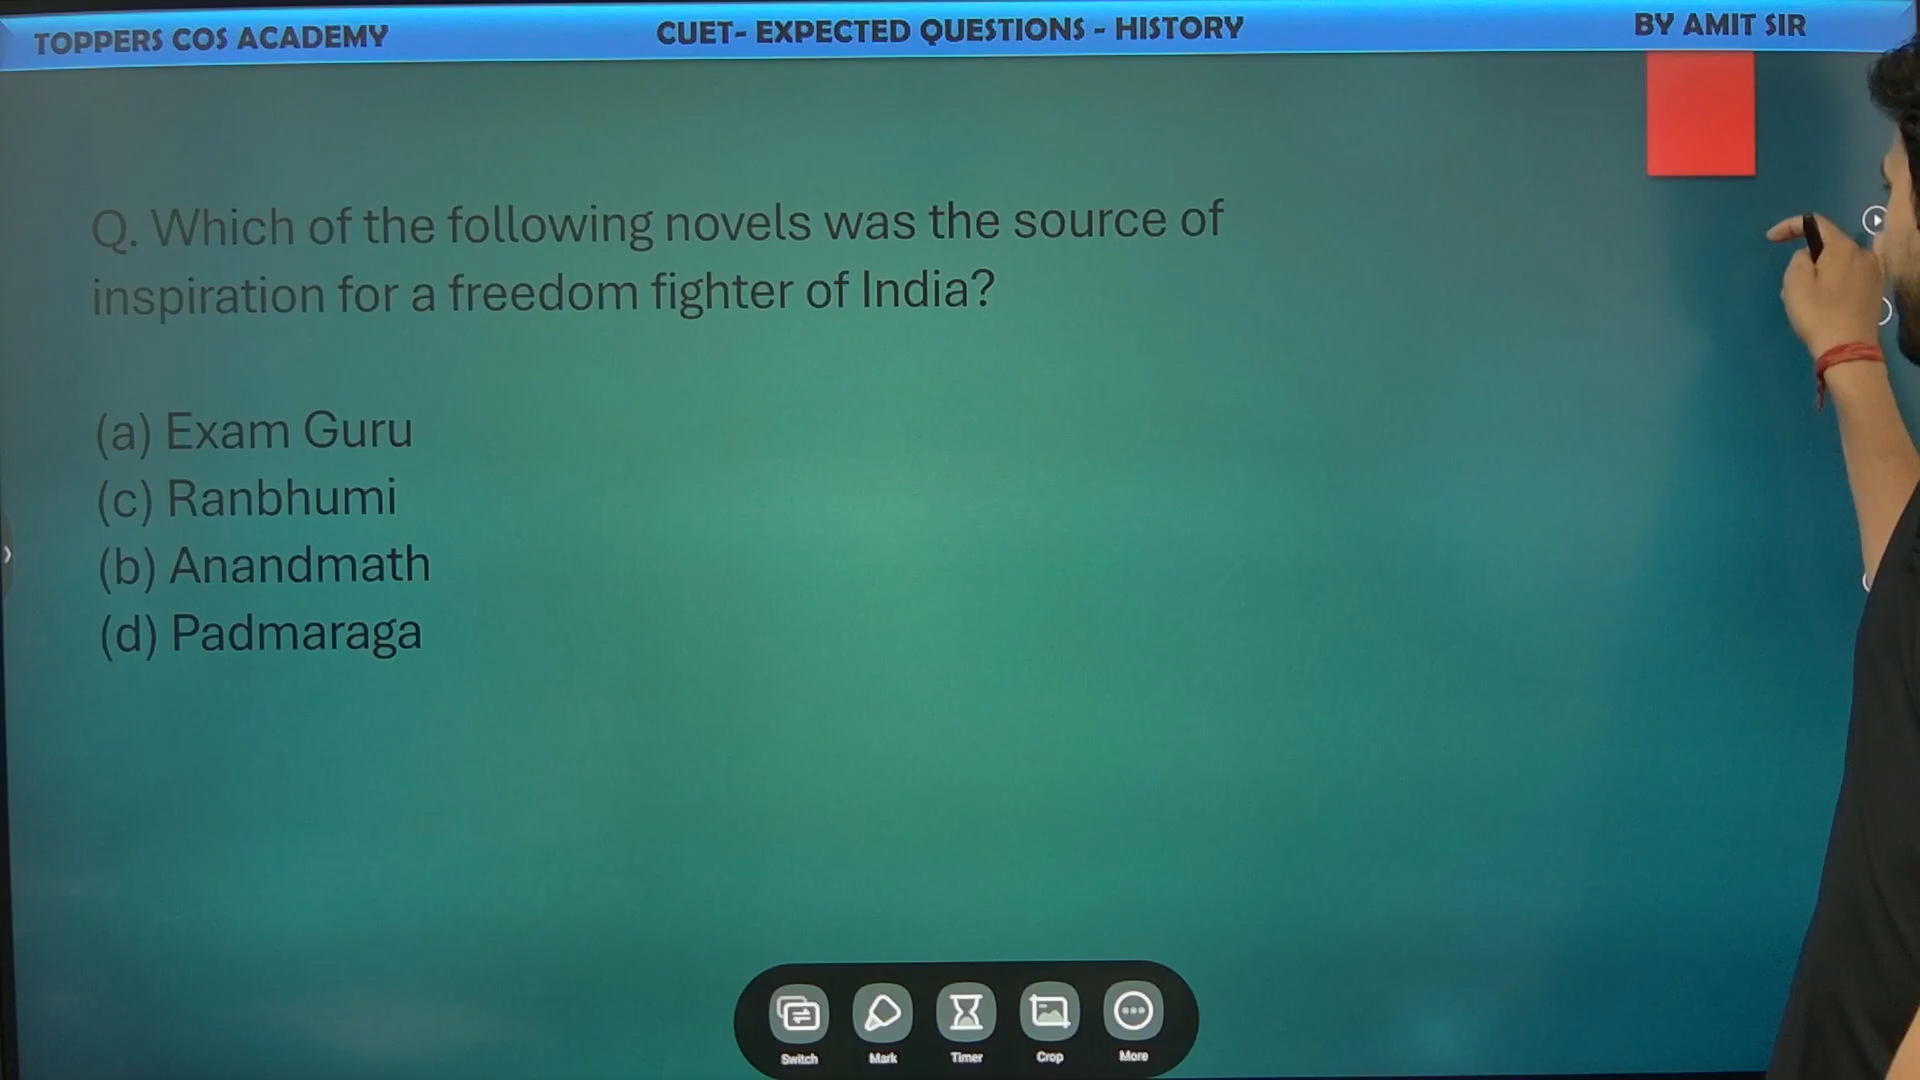 TOPPERS COS ACADEMY
CUET- EXPECTED QUESTIONS - HISTORY
BY AMIT SIR
Q. Which of the following novels was the source of
inspiration for a freedom fighter of India?
(a) Exam Guru
(c) Ranbhumi
(b) Anandmath
(d) Padmaraga
Switch
Mark
Timer
Crop
More